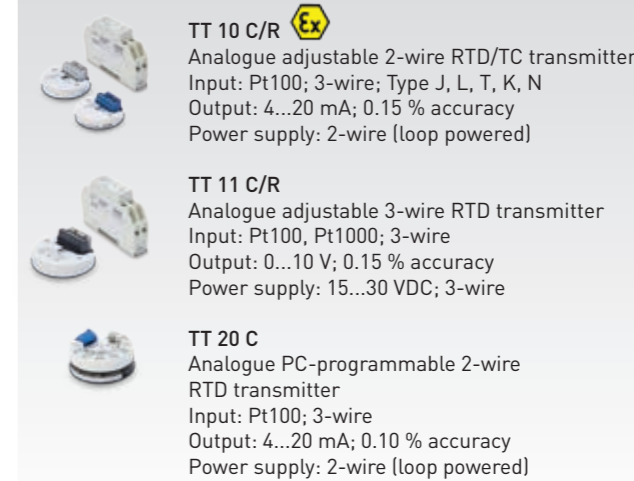 TT 10 C/R Ex
Analogue adjustable 2-wire RTD/TC transmitter
Input: Pt100; 3-wire; Type J, L, T, K, N
Output: 4...20 mA; 0.15 % accuracy
Power supply: 2-wire (loop powered)
TT 11 C/R
Analogue adjustable 3-wire RTD transmitter
Input: Pt100, Pt1000; 3-wire
Output: 0...10 V; 0.15 % accuracy
Power supply: 15...30 VDC; 3-wire
TT 20 C
Analogue PC-programmable 2-wire
RTD transmitter
Input: Pt100; 3-wire
Output: 4...20 mA; 0.10 % accuracy
Power supply: 2-wire (loop powered)